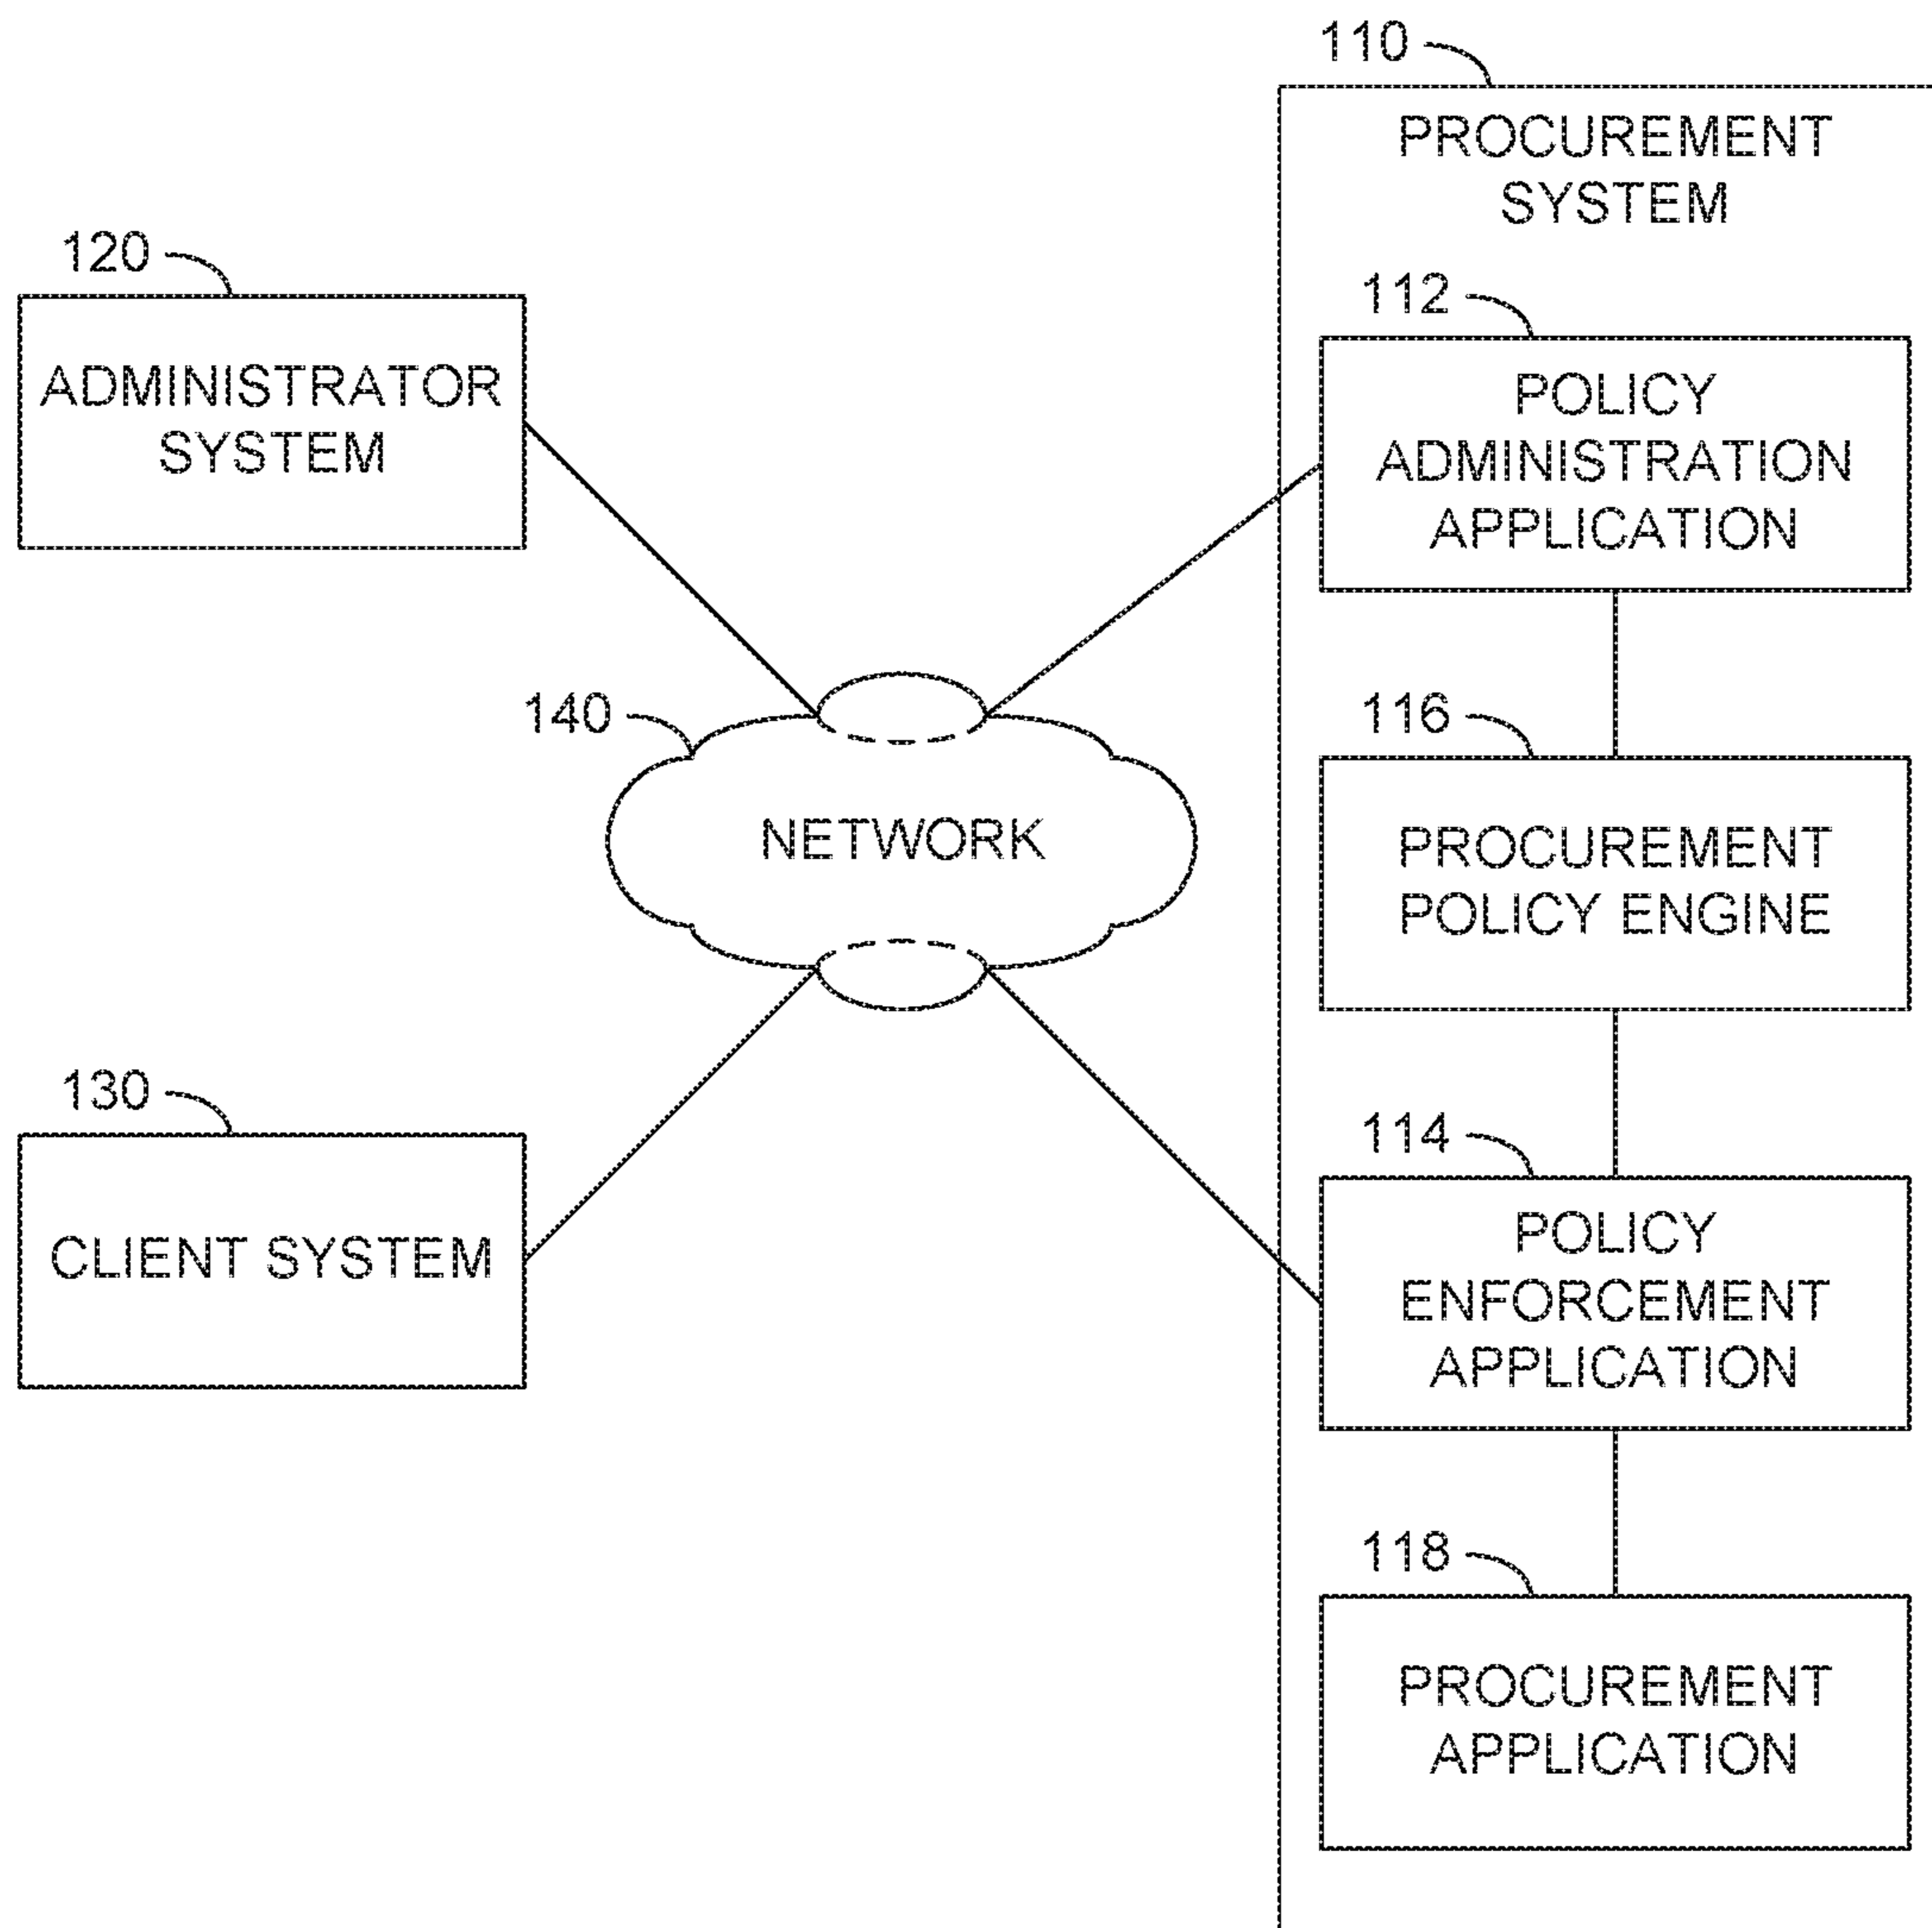 110
PROCUREMENT
SYSTEM
120
ADMINISTRATOR
SYSTEM
112
POLICY
ADMINISTRATION
APPLICATION
140
NETWORK
116
PROCUREMENT
POLICY ENGINE
130
CLIENT SYSTEM
114
POLICY
ENFORCEMENT
APPLICATION
118
PROCUREMENT
APPLICATION